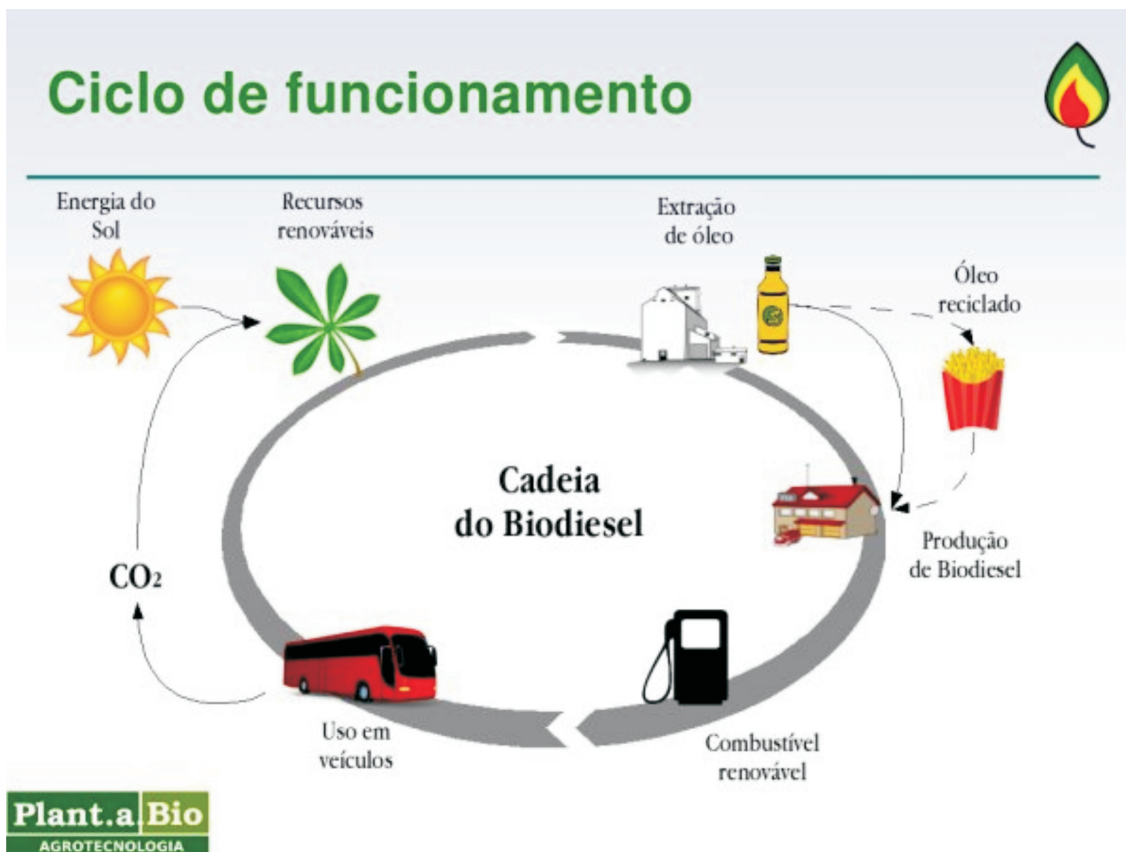 Ciclo de funcionamento
Energia do
Sol
Recursos
renováveis
Extração
de óleo
Óleo
reciclado
Cadeia
do Biodiesel
Produção
de Biodiesel
CO₂
Uso em
veículos
Combustível
renovável
Plant.a.Bio
AGROTECNOLOGIA